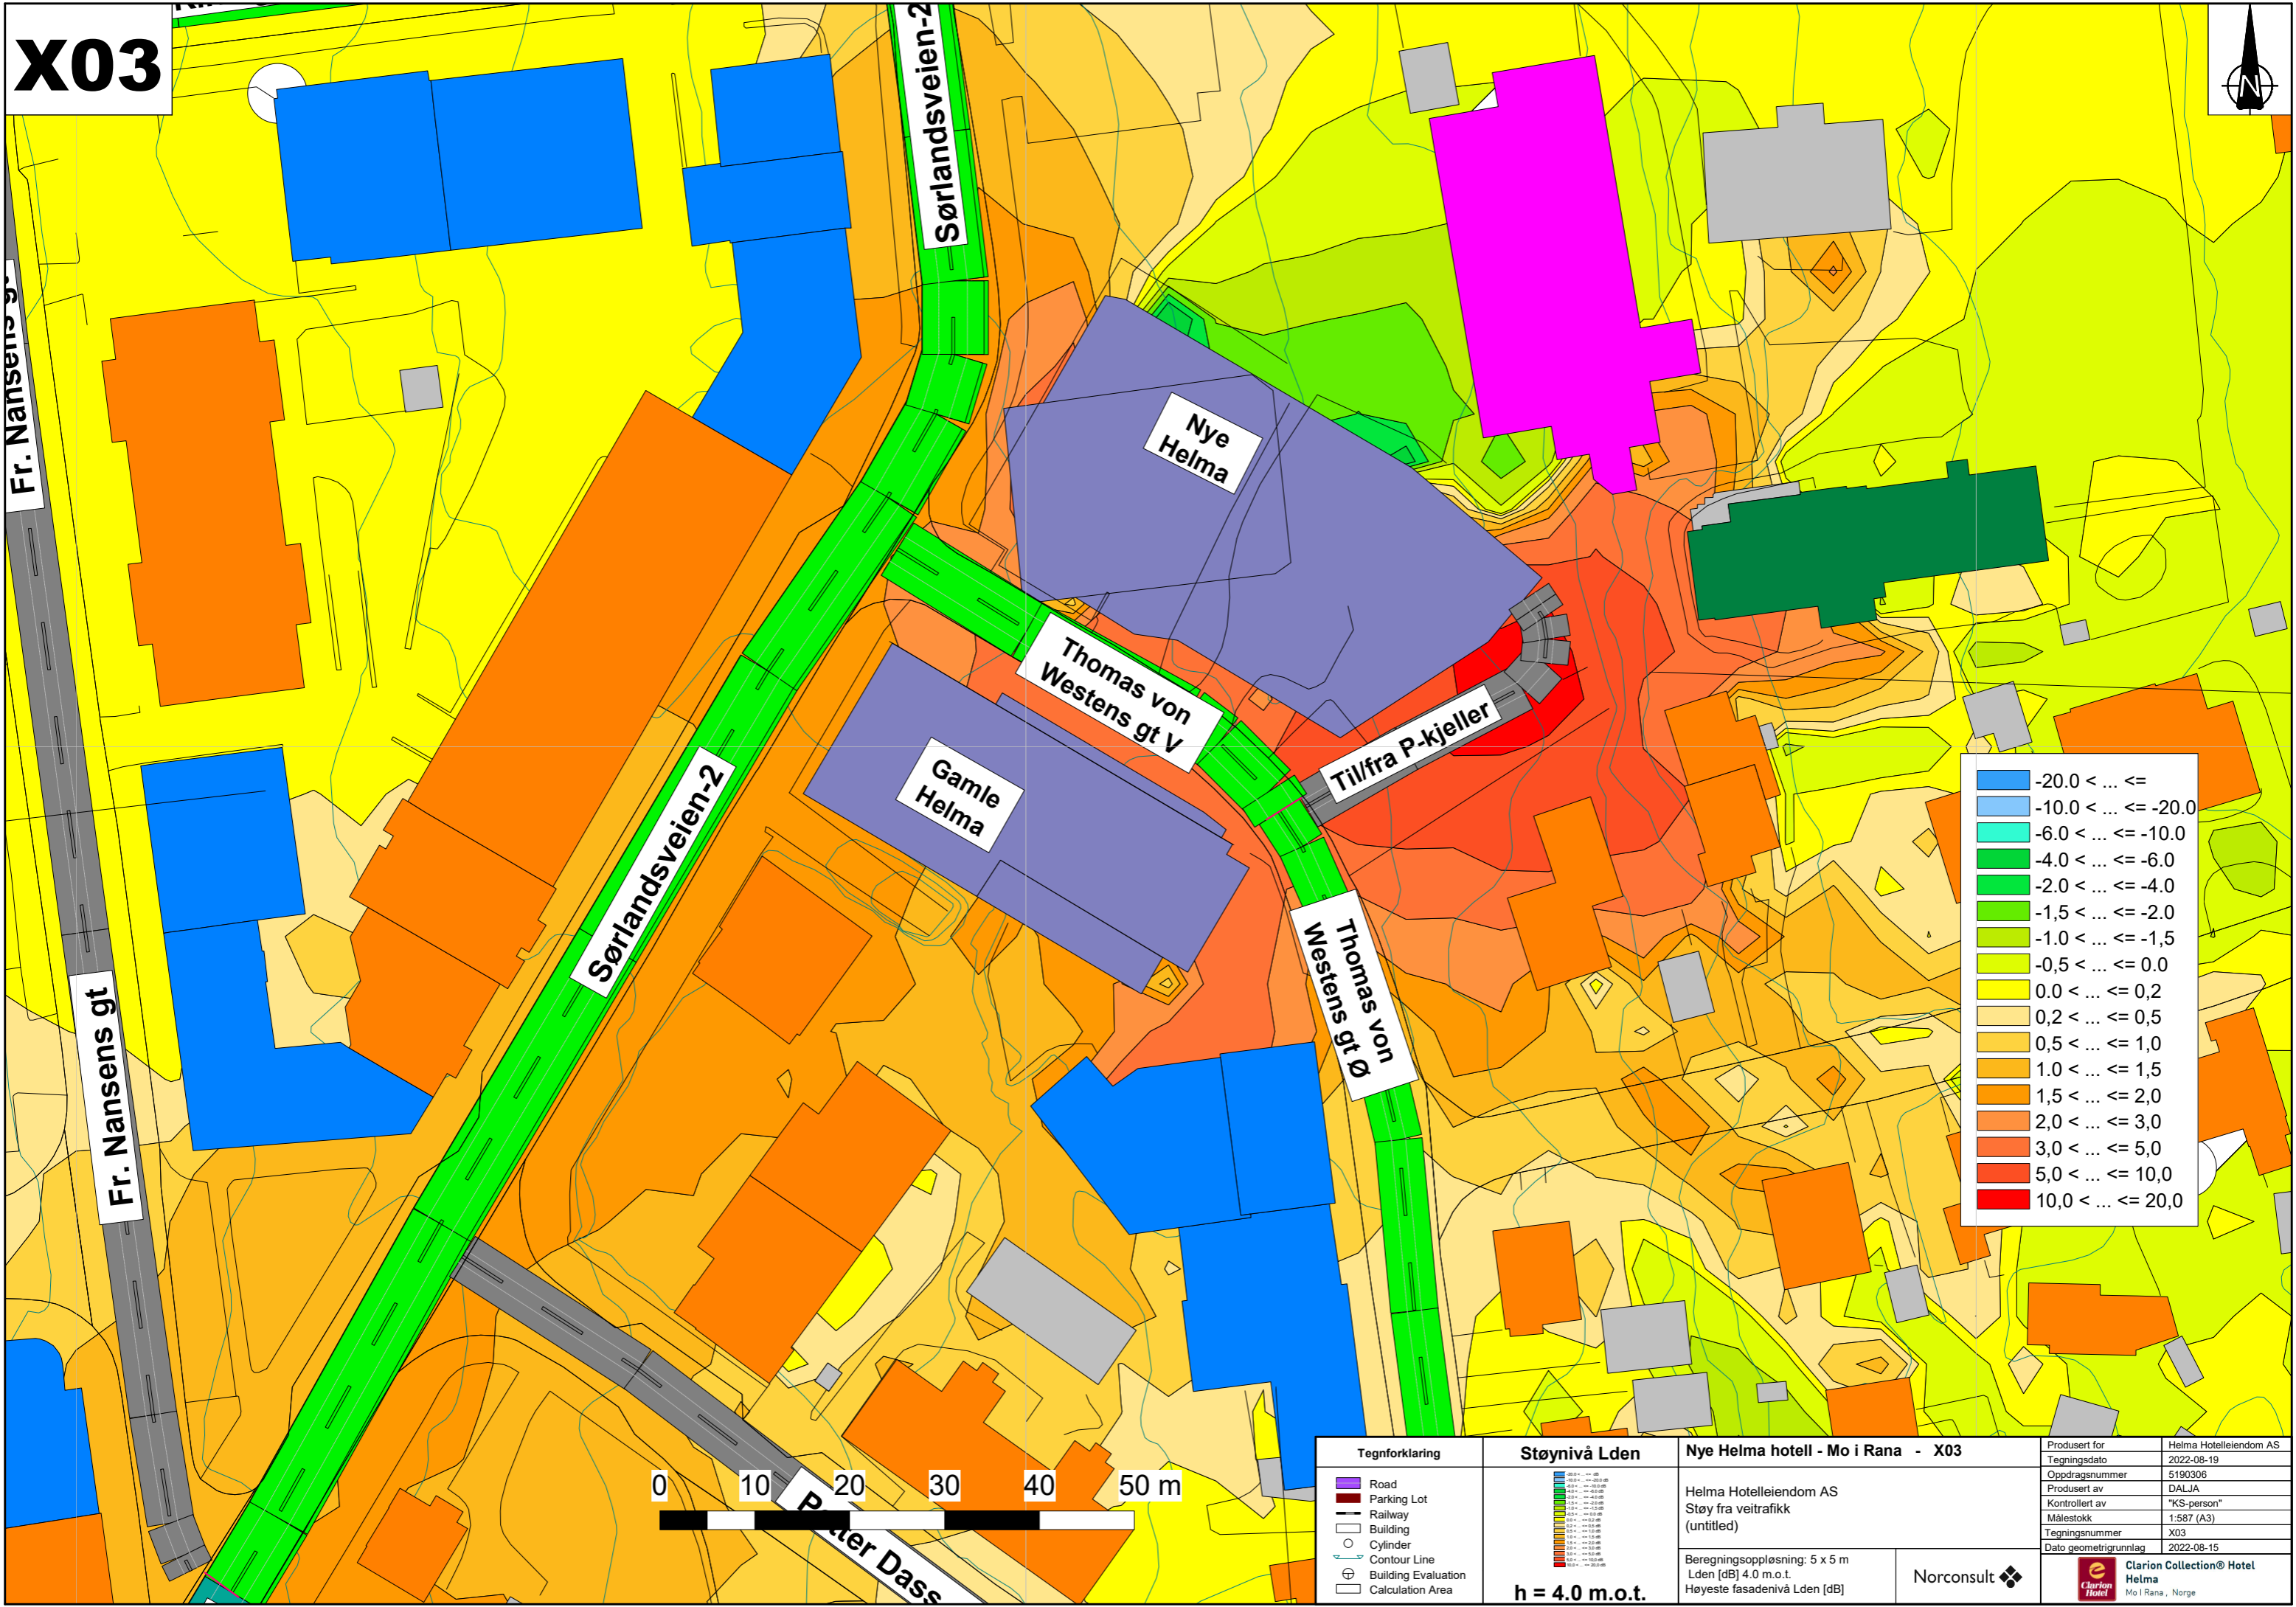 X03
Sørlandsveien-2
N
Fr. Nansens gt
Nye
Helma
Thomas von
Westens gt V
Gamle
Helma
Til/fra P-kjeller
Sørlandsveien-2
Thomas von
Westens gt Ø
Fr. Nansens gt
-20.0 < ... <=
-10.0 < ... <= -20.0
-6.0 < ... <= -10.0
-4.0 < ... <= -6.0
-2.0 < ... <= -4.0
-1,5 < ... <= -2.0
-1.0 < ... <= -1,5
-0,5 < ... <= 0.0
0.0 < ... <= 0,2
0,2 < ... <= 0,5
0,5 < ... <= 1,0
1.0 < ... <= 1,5
1,5 < ... <= 2,0
2,0 < ... <= 3,0
3,0 < ... <= 5,0
5,0 < ... <= 10,0
10,0 < ... <= 20,0
0 10 20 30 40 50 m
Petter Dass
Tegnforklaring
Road
Parking Lot
Railway
Building
Cylinder
Contour Line
Building Evaluation
Calculation Area
Støynivå Lden
h = 4.0 m.o.t.
Nye Helma hotell - Mo i Rana - X03
Helma Hotelleiendom AS
Støy fra veitrafikk
(untitled)
Beregningsoppløsning: 5 x 5 m
Lden [dB] 4.0 m.o.t.
Høyeste fasadenivå Lden [dB]
Norconsult
Produsert for Helma Hotelleiendom AS
Tegningsdato 2022-08-19
Oppdragsnummer 5190306
Produsert av DALJA
Kontrollert av "KS-person"
Målestokk 1:587 (A3)
Tegningsnummer X03
Dato geometrigrunnlag 2022-08-15
Clarion
Hotel
Clarion Collection® Hotel
Helma
Mo I Rana , Norge